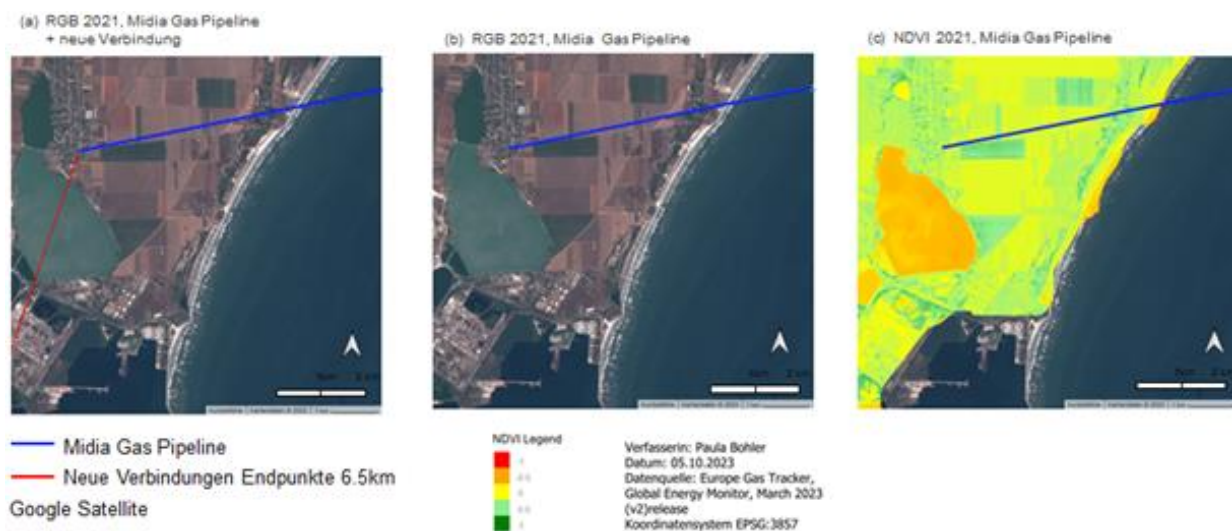 (a) RGB 2021, Midia Gas Pipeline
+ neue Verbindung
(b) RGB 2021, Midia Gas Pipeline
(c) NDVI 2021, Midia Gas Pipeline
Midia Gas Pipeline
Neue Verbindungen Endpunkte 6.5km
Google Satellite
NDVI Legend
Verfasserin: Paula Bohler
Datum: 05.10.2023
Datenquelle: Europe Gas Tracker,
Global Energy Monitor, March 2023
(v2)release
Koordinatensystem EPSG:3857